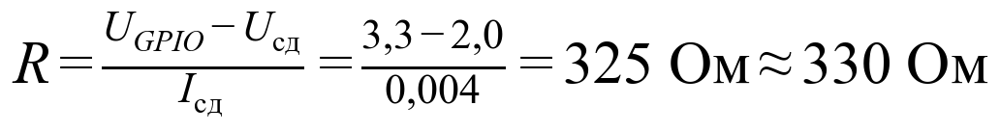 R = (U_GPIO − U_сд) / I_сд = (3,3 − 2,0) / 0,004 = 325 Ом ≈ 330 Ом